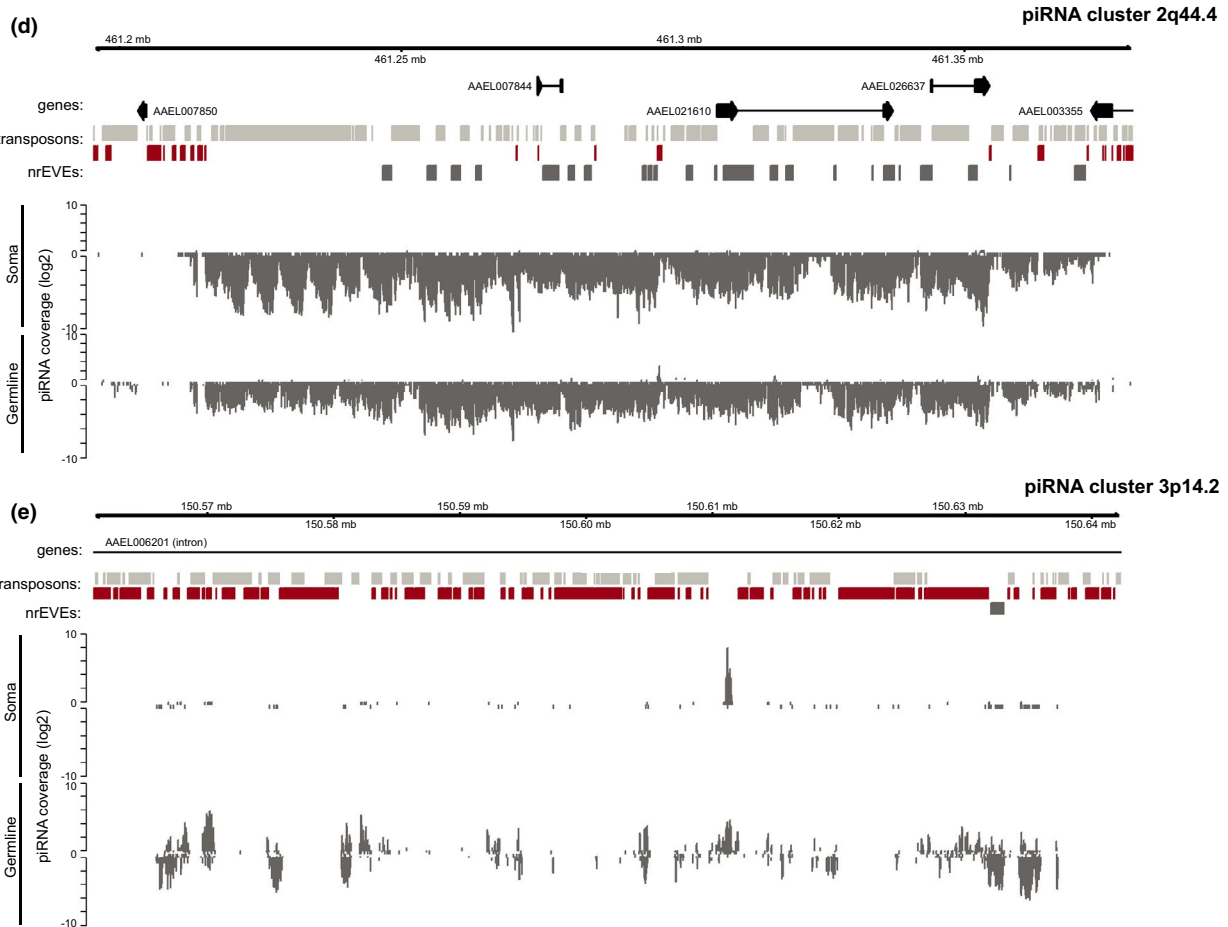 (d)
piRNA cluster 2q44.4
461.2 mb
461.3 mb
461.25 mb
461.35 mb
genes:
AAEL007850
AAEL007844
AAEL021610
AAEL026637
AAEL003355
ransposons:
nrEVEs:
Soma
Germline
piRNA coverage (log2)
10
0
-10
10
0
-10
(e)
piRNA cluster 3p14.2
150.57 mb
150.59 mb
150.61 mb
150.63 mb
150.58 mb
150.60 mb
150.62 mb
150.64 mb
genes:
AAEL006201 (intron)
ransposons:
nrEVEs:
Soma
Germline
piRNA coverage (log2)
10
0
-10
10
0
-10